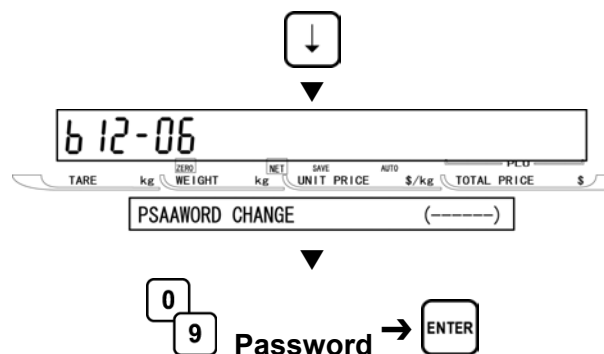 ↓
▼
b12-06
ZERO NET SAVE AUTO PLU
TARE kg WEIGHT kg UNIT PRICE $/kg TOTAL PRICE $
PSAAWORD CHANGE (------)
▼
0
9 Password → ENTER